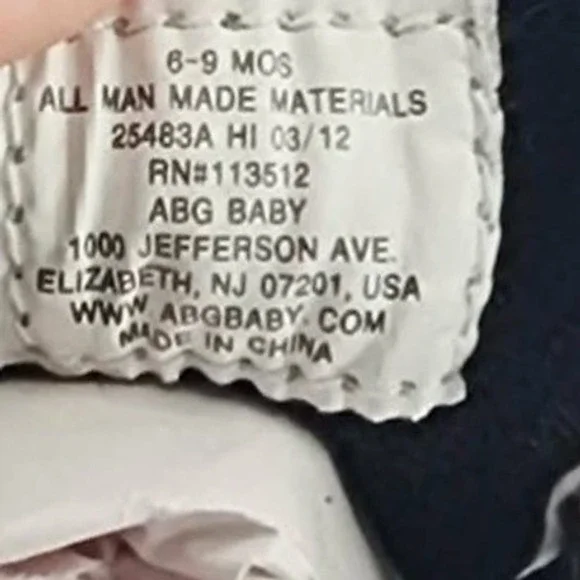 6-9 MOS
ALL MAN MADE MATERIALS
25483A HI 03/12
RN#113512
ABG BABY
1000 JEFFERSON AVE.
ELIZABETH, NJ 07201, USA
WWW.ABGBABY.COM
MADE IN CHINA